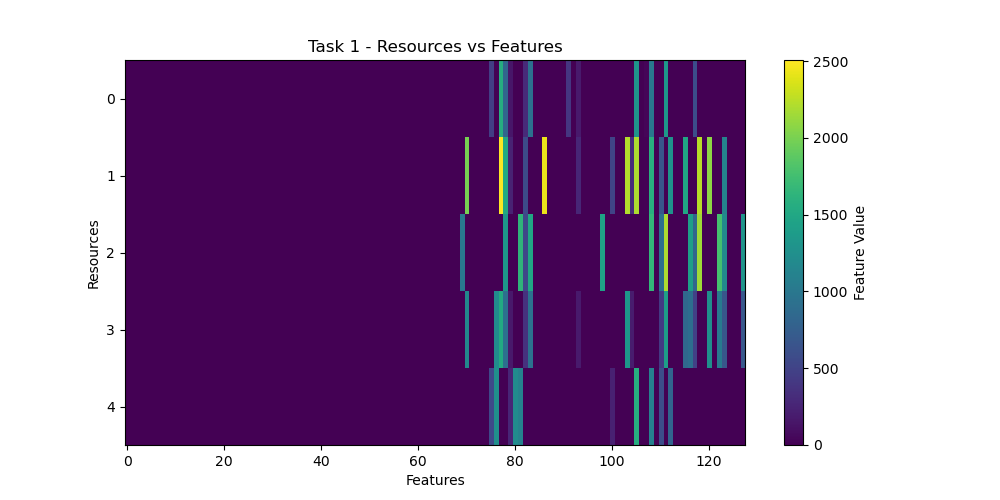 Task 1 - Resources vs Features
Resources
0
1
2
3
4
0 20 40 60 80 100 120
Features
2500
2000
1500
1000
500
0
Feature Value